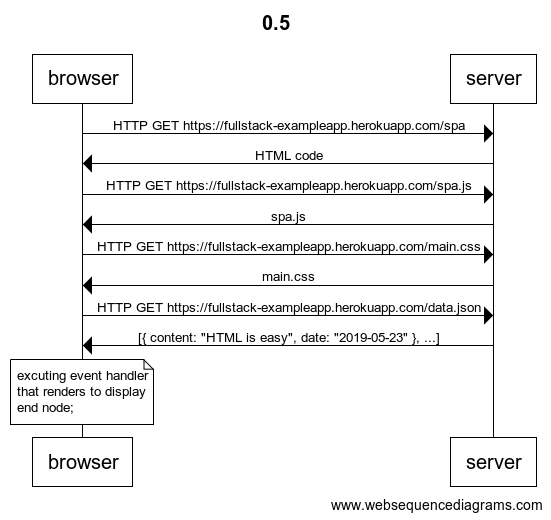 0.5
browser
server
HTTP GET https://fullstack-exampleapp.herokuapp.com/spa
HTML code
HTTP GET https://fullstack-exampleapp.herokuapp.com/spa.js
spa.js
HTTP GET https://fullstack-exampleapp.herokuapp.com/main.css
main.css
HTTP GET https://fullstack-exampleapp.herokuapp.com/data.json
[{ content: "HTML is easy", date: "2019-05-23" }, ...]
excuting event handler
that renders to display
end node;
browser
server
www.websequencediagrams.com